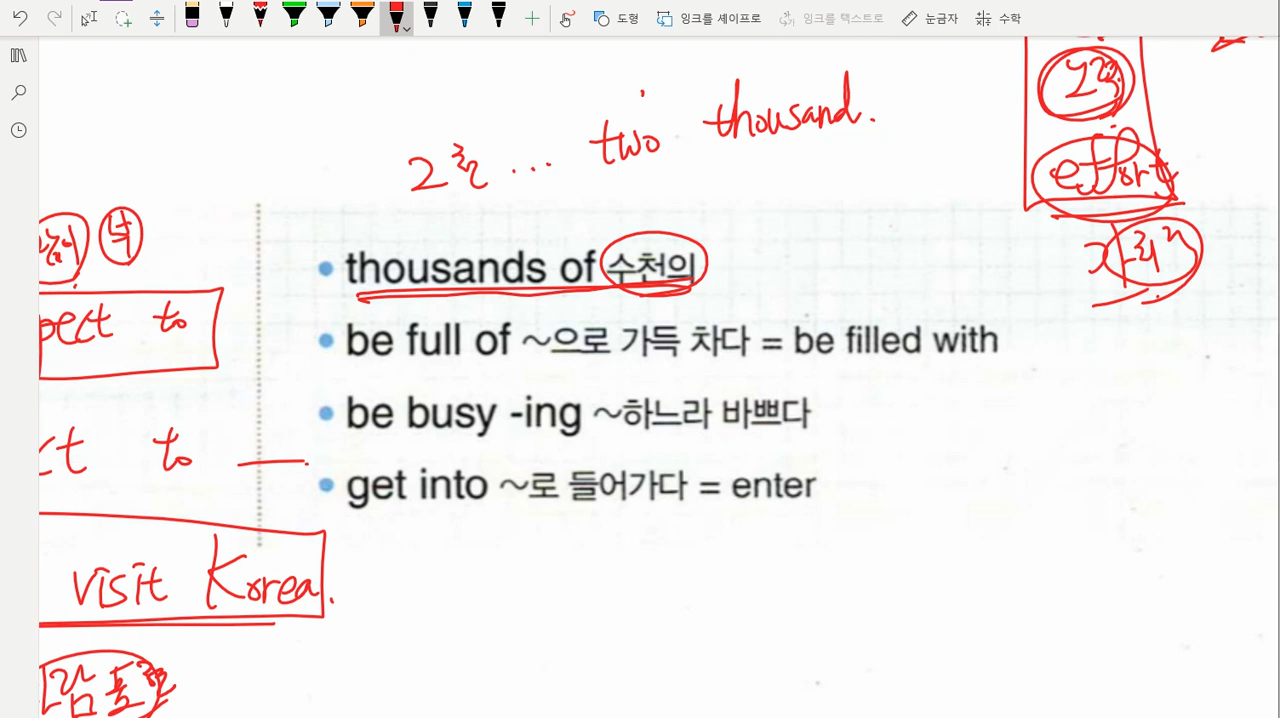 도형 잉크를 셰이프로 잉크를 텍스트로 눈금자 수학
2천 ... two thousand.
effort
pect to
thousands of 수천의
be full of ~으로 가득 차다 = be filled with
be busy -ing ~하느라 바쁘다
ct to
get into ~로 들어가다 = enter
visit Korea.